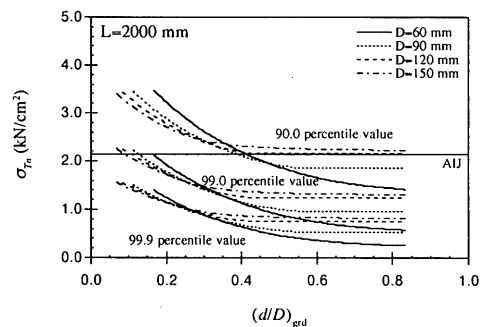 L=2000 mm
D=60 mm
D=90 mm
D=120 mm
D=150 mm
5.0
4.0
3.0
2.0
1.0
0.0
σTn (kN/cm²)
90.0 percentile value
AIJ
99.0 percentile value
99.9 percentile value
0.0 0.2 0.4 0.6 0.8 1.0
(d/D)grd